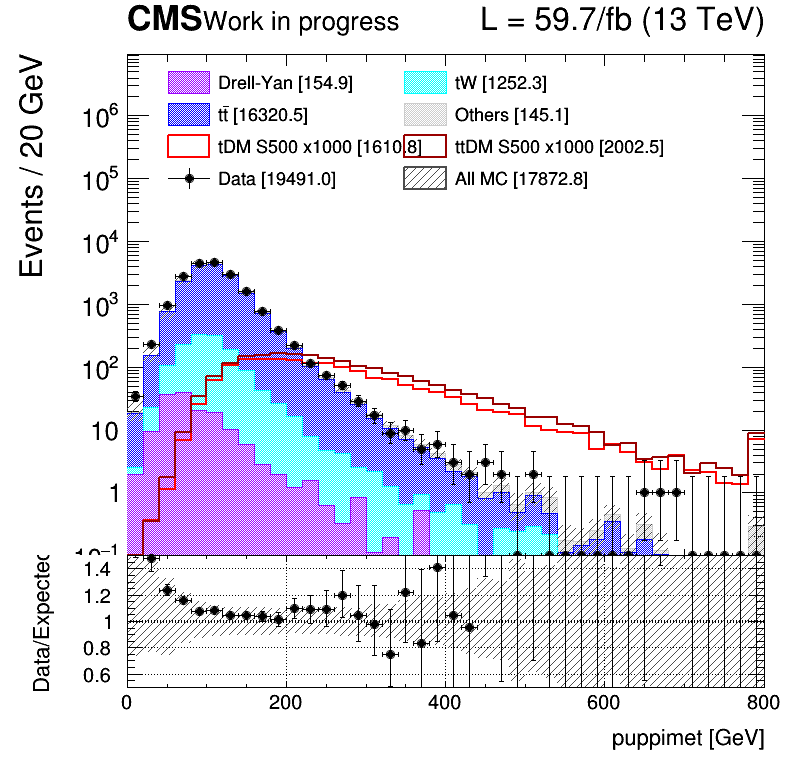 CMS Work in progress L = 59.7/fb (13 TeV)
Events / 20 GeV
Drell-Yan [154.9] tW [1252.3]
tt̄ [16320.5] Others [145.1]
tDM S500 x1000 [1610.8] ttDM S500 x1000 [2002.5]
Data [19491.0] All MC [17872.8]
10⁶
10⁵
10⁴
10³
10²
10
1
10⁻¹
Data/Expected
1.4
1.2
1
0.8
0.6
0 200 400 600 800
puppimet [GeV]